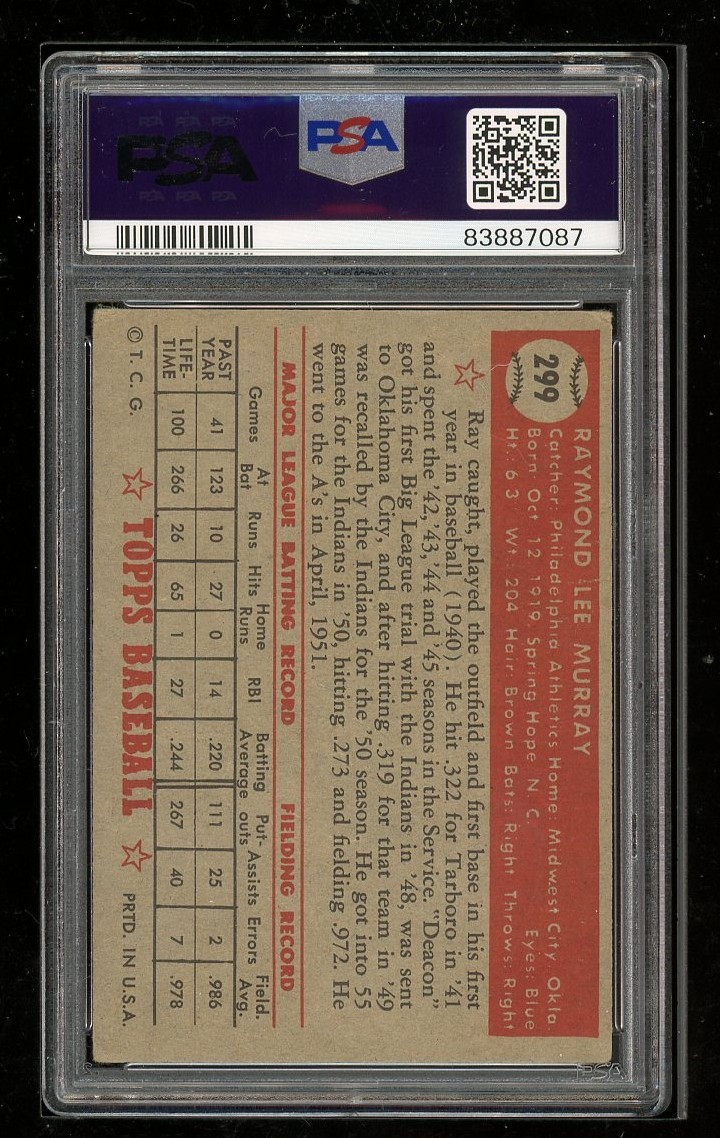 PSA
PSA
83887087
299
RAYMOND LEE MURRAY
Catcher: Philadelphia Athletics Home: Midwest City, Okla.
Born: Oct. 12, 1919, Spring Hope, N. C. Eyes: Blue
Ht.: 6'3 Wt.: 204 Hair: Brown Bats: Right Throws: Right
Ray caught, played the outfield and first base in his first
year in baseball (1940). He hit .322 for Tarboro in '41
and spent the '42, '43, '44 and '45 seasons in the Service. "Deacon"
got his first Big League trial with the Indians in '48, was sent
to Oklahoma City, and after hitting .319 for that team in '49
was recalled by the Indians for the '50 season. He got into 55
games for the Indians in '50, hitting .273 and fielding .972. He
went to the A's in April, 1951.
MAJOR LEAGUE BATTING RECORD FIELDING RECORD
Games At Bat Runs Hits Home Runs RBI Batting Average Put-outs Assists Errors Field. Avg.
PAST YEAR 41 123 10 27 0 14 .220 111 25 2 .986
LIFE-TIME 100 266 26 65 1 27 .244 267 40 7 .978
© T. C. G. TOPPS BASEBALL PRTD. IN U.S.A.